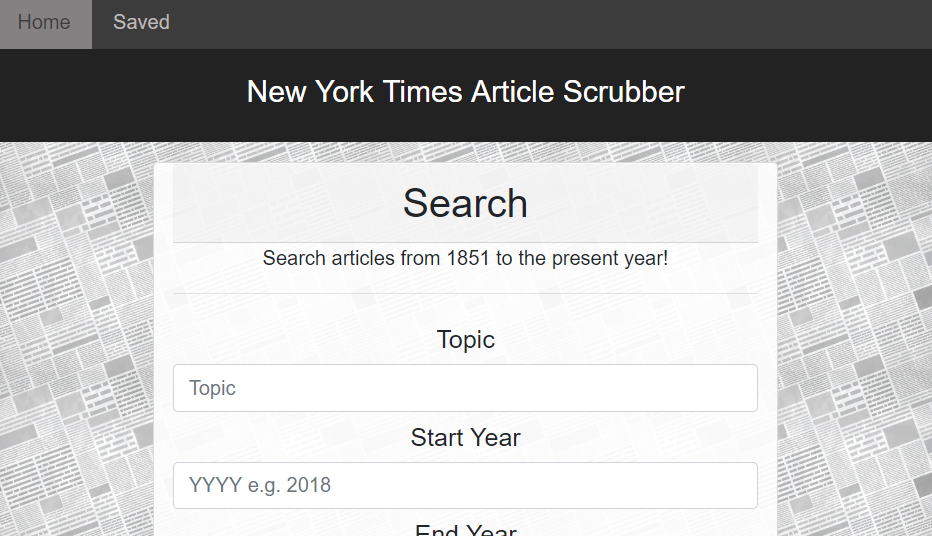 Home Saved
New York Times Article Scrubber
Search
Search articles from 1851 to the present year!
Topic
Topic
Start Year
YYYY e.g. 2018
End Year